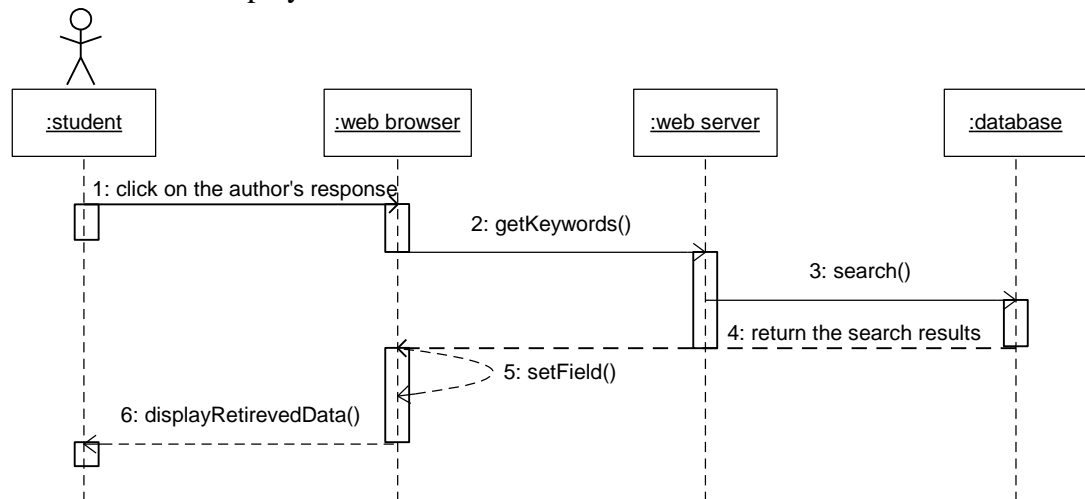 :student
:web browser
:web server
:database
1: click on the author's response
2: getKeywords()
3: search()
4: return the search results
5: setField()
6: displayRetirevedData()